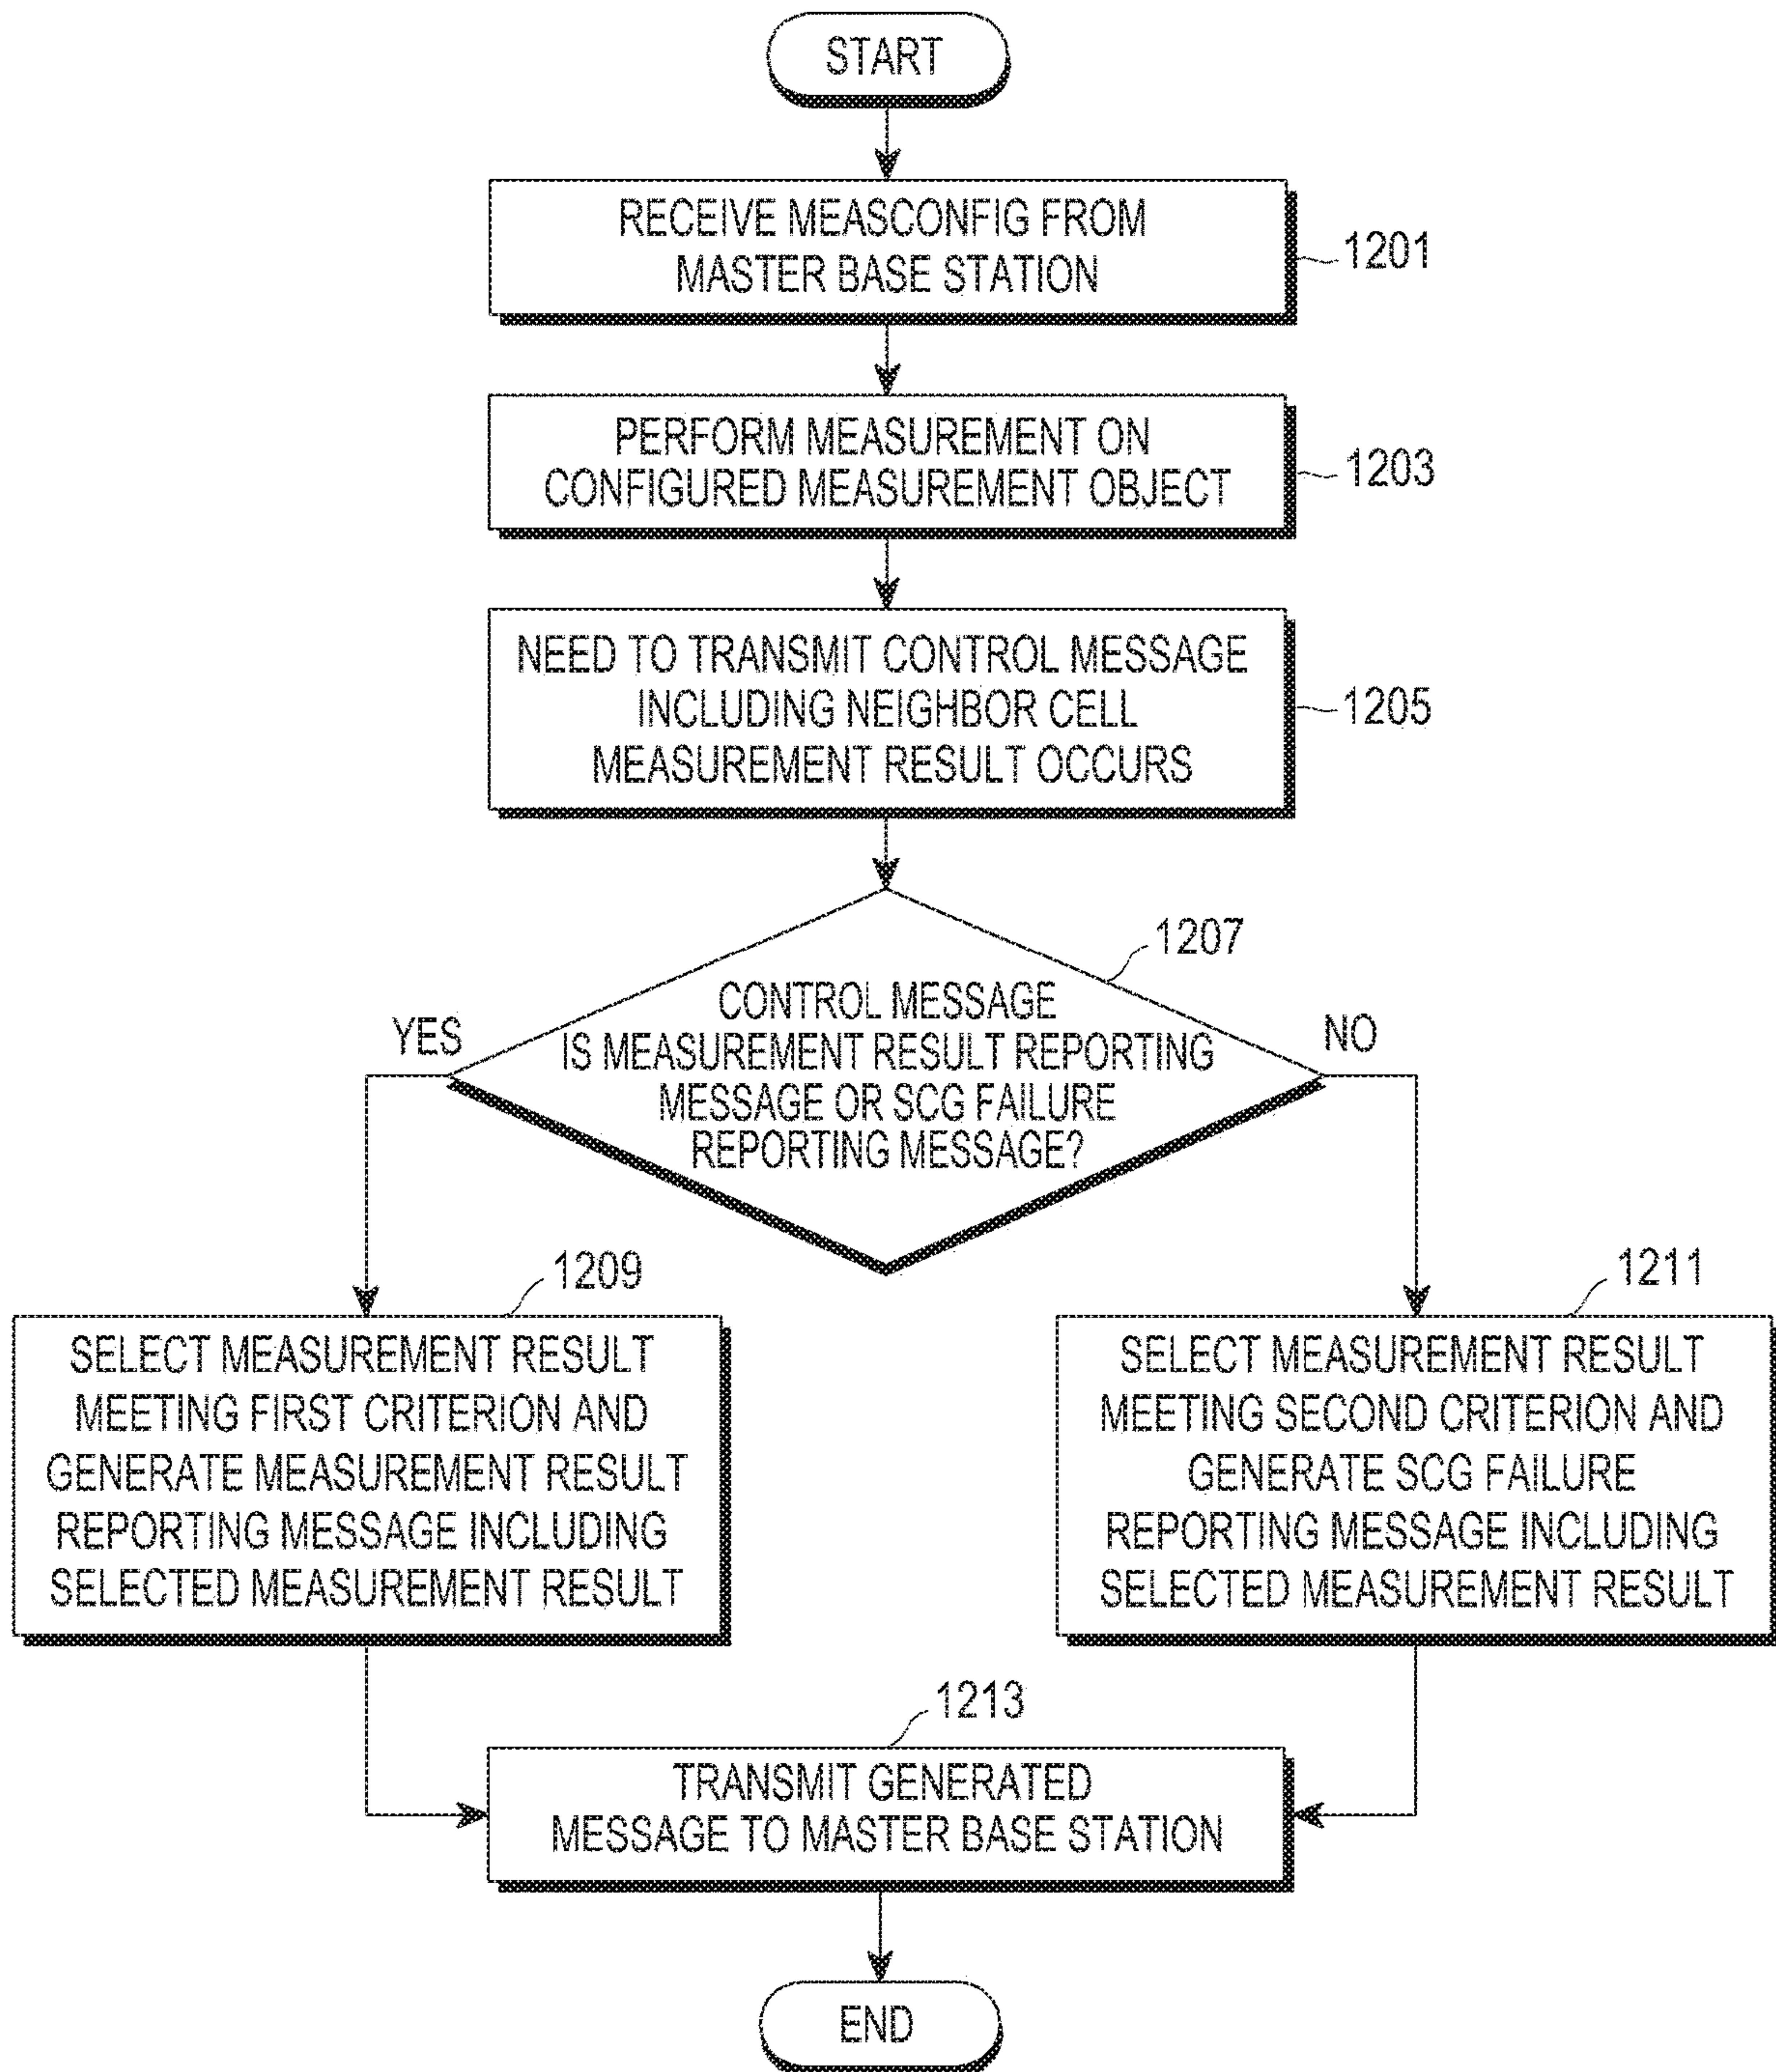 START
RECEIVE MEASCONFIG FROM
MASTER BASE STATION
1201
PERFORM MEASUREMENT ON
CONFIGURED MEASUREMENT OBJECT
1203
NEED TO TRANSMIT CONTROL MESSAGE
INCLUDING NEIGHBOR CELL
MEASUREMENT RESULT OCCURS
1205
1207
CONTROL MESSAGE
IS MEASUREMENT RESULT REPORTING
MESSAGE OR SCG FAILURE
REPORTING MESSAGE?
YES
NO
1209
SELECT MEASUREMENT RESULT
MEETING FIRST CRITERION AND
GENERATE MEASUREMENT RESULT
REPORTING MESSAGE INCLUDING
SELECTED MEASUREMENT RESULT
1211
SELECT MEASUREMENT RESULT
MEETING SECOND CRITERION AND
GENERATE SCG FAILURE
REPORTING MESSAGE INCLUDING
SELECTED MEASUREMENT RESULT
1213
TRANSMIT GENERATED
MESSAGE TO MASTER BASE STATION
END